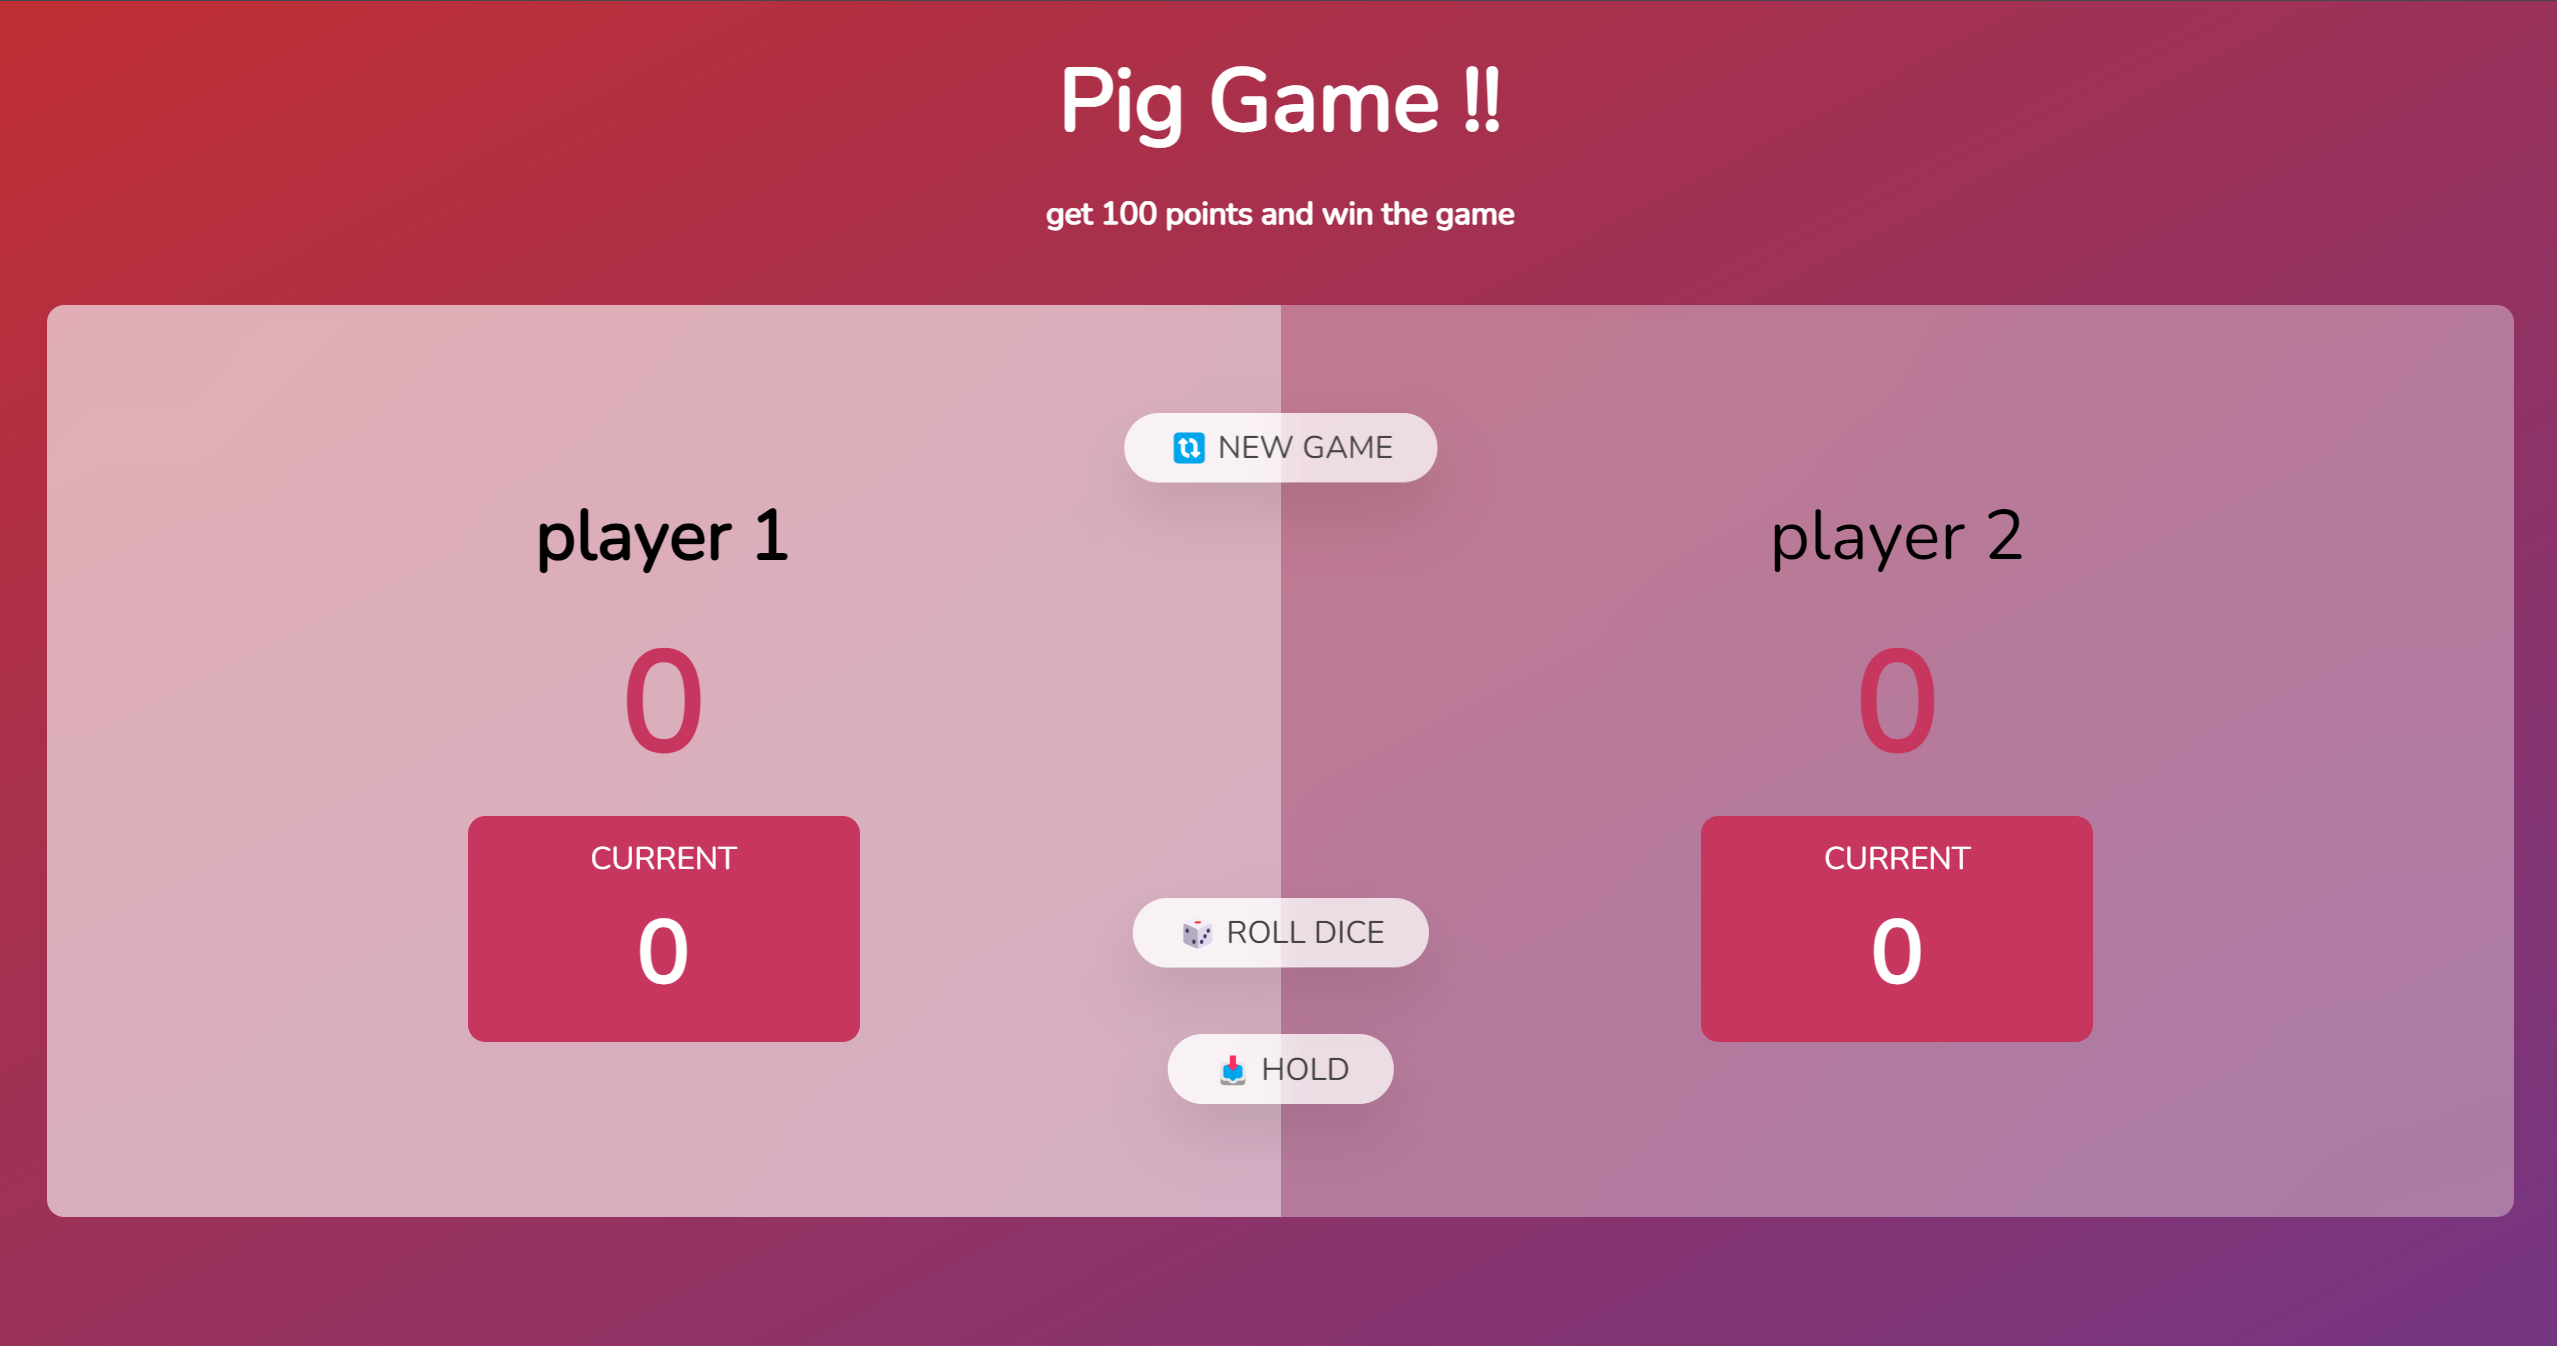 Pig Game !!
get 100 points and win the game
🔃 NEW GAME
player 1
0
CURRENT
0
player 2
0
CURRENT
0
🎲 ROLL DICE
📥 HOLD